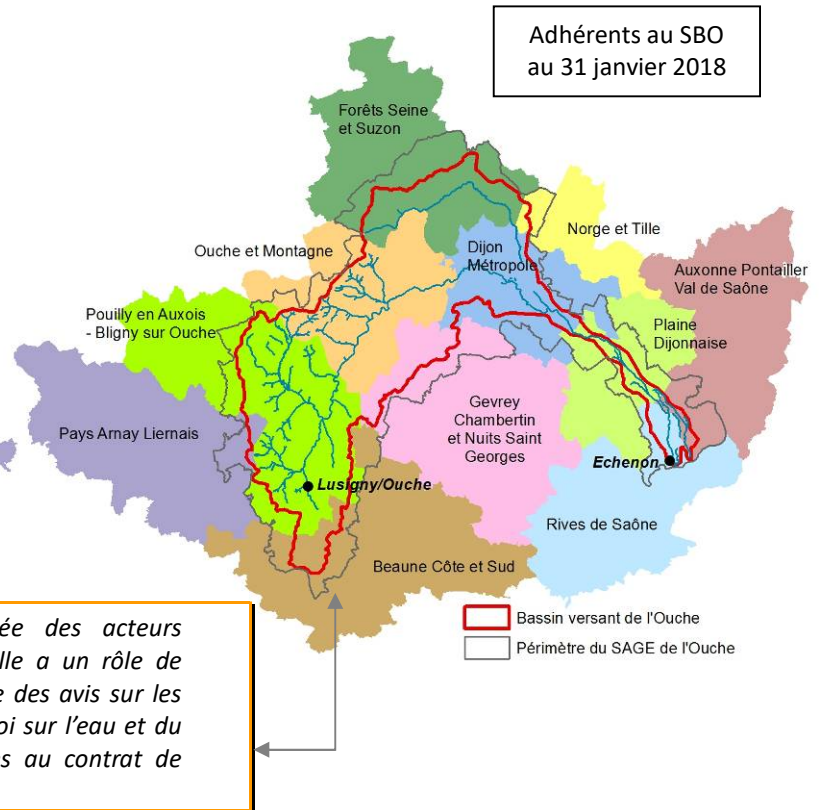 Adhérents au SBO
au 31 janvier 2018
Forêts Seine
et Suzon
Norge et Tille
Ouche et Montagne
Dijon
Métropole
Auxonne Pontailler
Val de Saône
Pouilly en Auxois
- Bligny sur Ouche
Plaine
Dijonnaise
Gevrey
Chambertin
et Nuits Saint
Georges
Pays Arnay Liernais
Echenon
Lusigny/Ouche
Rives de Saône
Beaune Côte et Sud
Bassin versant de l'Ouche
Périmètre du SAGE de l'Ouche
ée des acteurs
lle a un rôle de
e des avis sur les
oi sur l’eau et du
s au contrat de